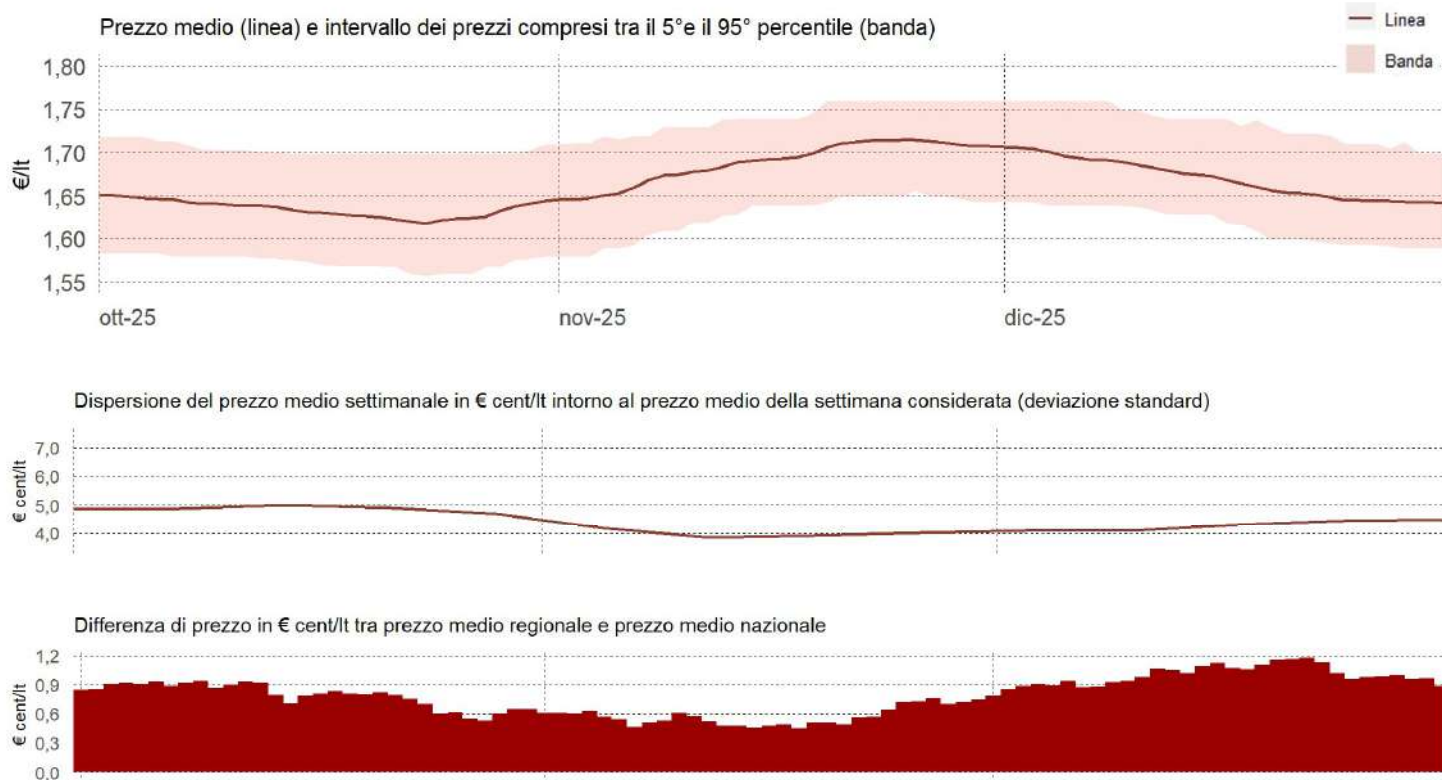 Prezzo medio (linea) e intervallo dei prezzi compresi tra il 5°e il 95° percentile (banda)
Linea
Banda
€/lt
1,80
1,75
1,70
1,65
1,60
1,55
ott-25
nov-25
dic-25
Dispersione del prezzo medio settimanale in € cent/lt intorno al prezzo medio della settimana considerata (deviazione standard)
€ cent/lt
7,0
6,0
5,0
4,0
Differenza di prezzo in € cent/lt tra prezzo medio regionale e prezzo medio nazionale
€ cent/lt
1,2
0,9
0,6
0,3
0,0